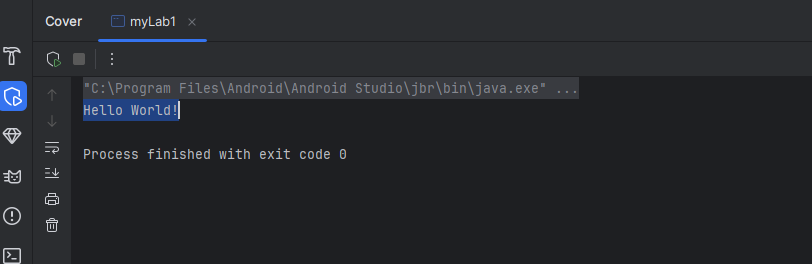 Cover myLab1
"C:\Program Files\Android\Android Studio\jbr\bin\java.exe" ...
Hello World!
Process finished with exit code 0